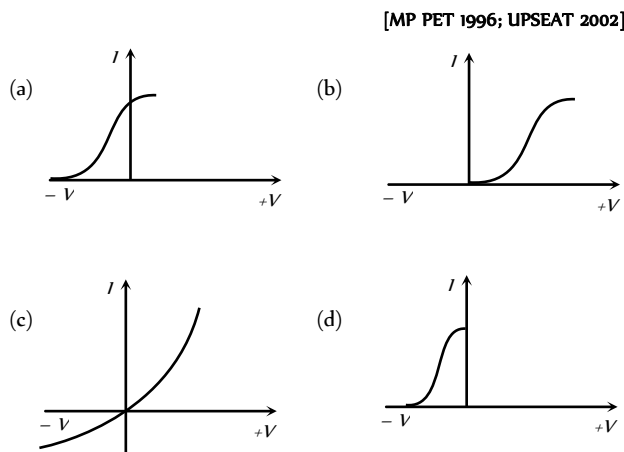 [MP PET 1996; UPSEAT 2002]
I
I
(a)
(b)
– V
+V
– V
+V
I
I
(c)
(d)
– V
+V
– V
+V